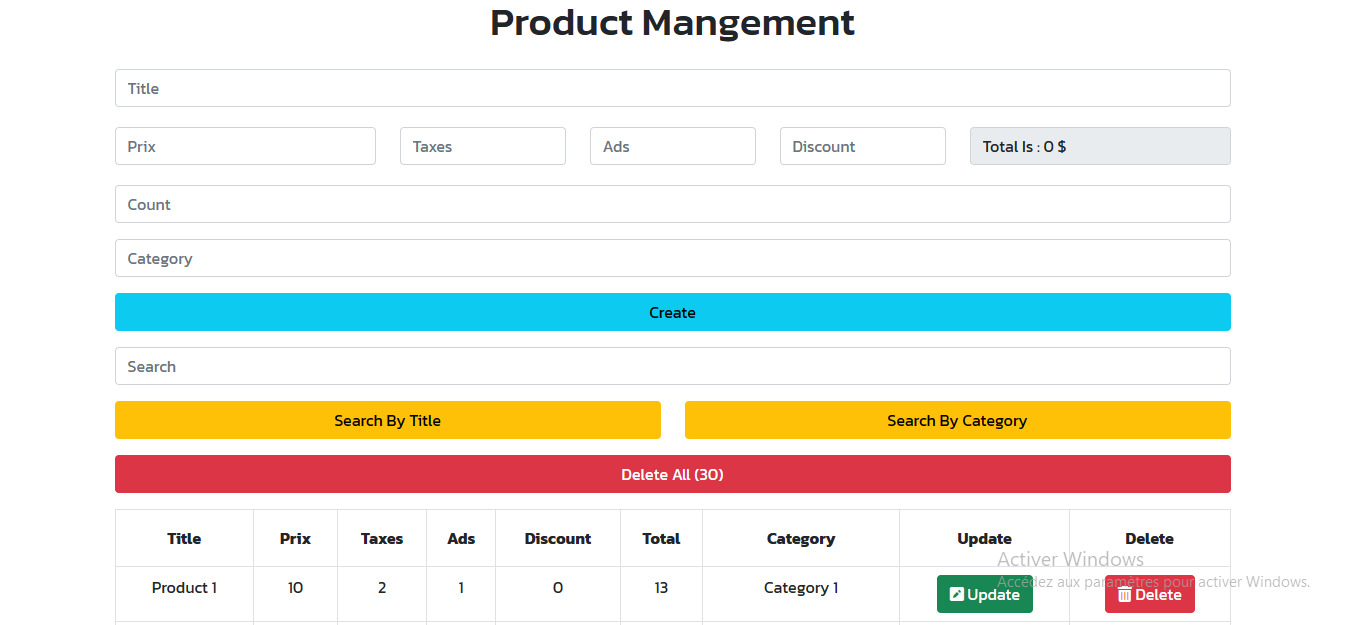 Product Mangement
Title
Prix Taxes Ads Discount Total Is : 0 $
Count
Category
Create
Search
Search By Title Search By Category
Delete All (30)
Title Prix Taxes Ads Discount Total Category Update Delete
Activer Windows
Accédez aux paramètres pour activer Windows.
Product 1 10 2 1 0 13 Category 1 Update Delete